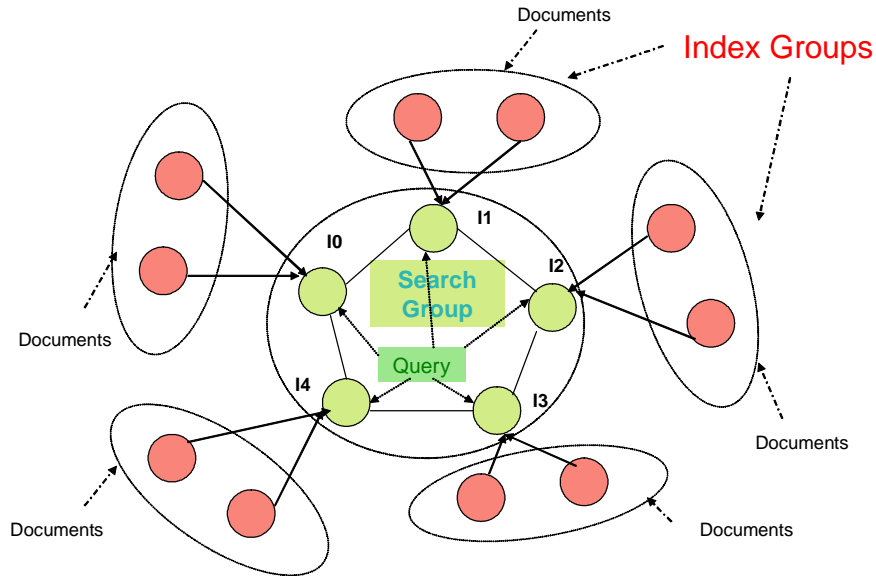 Documents
Index Groups
I1
I0
I2
Search
Group
Documents
Query
I4
I3
Documents
Documents
Documents